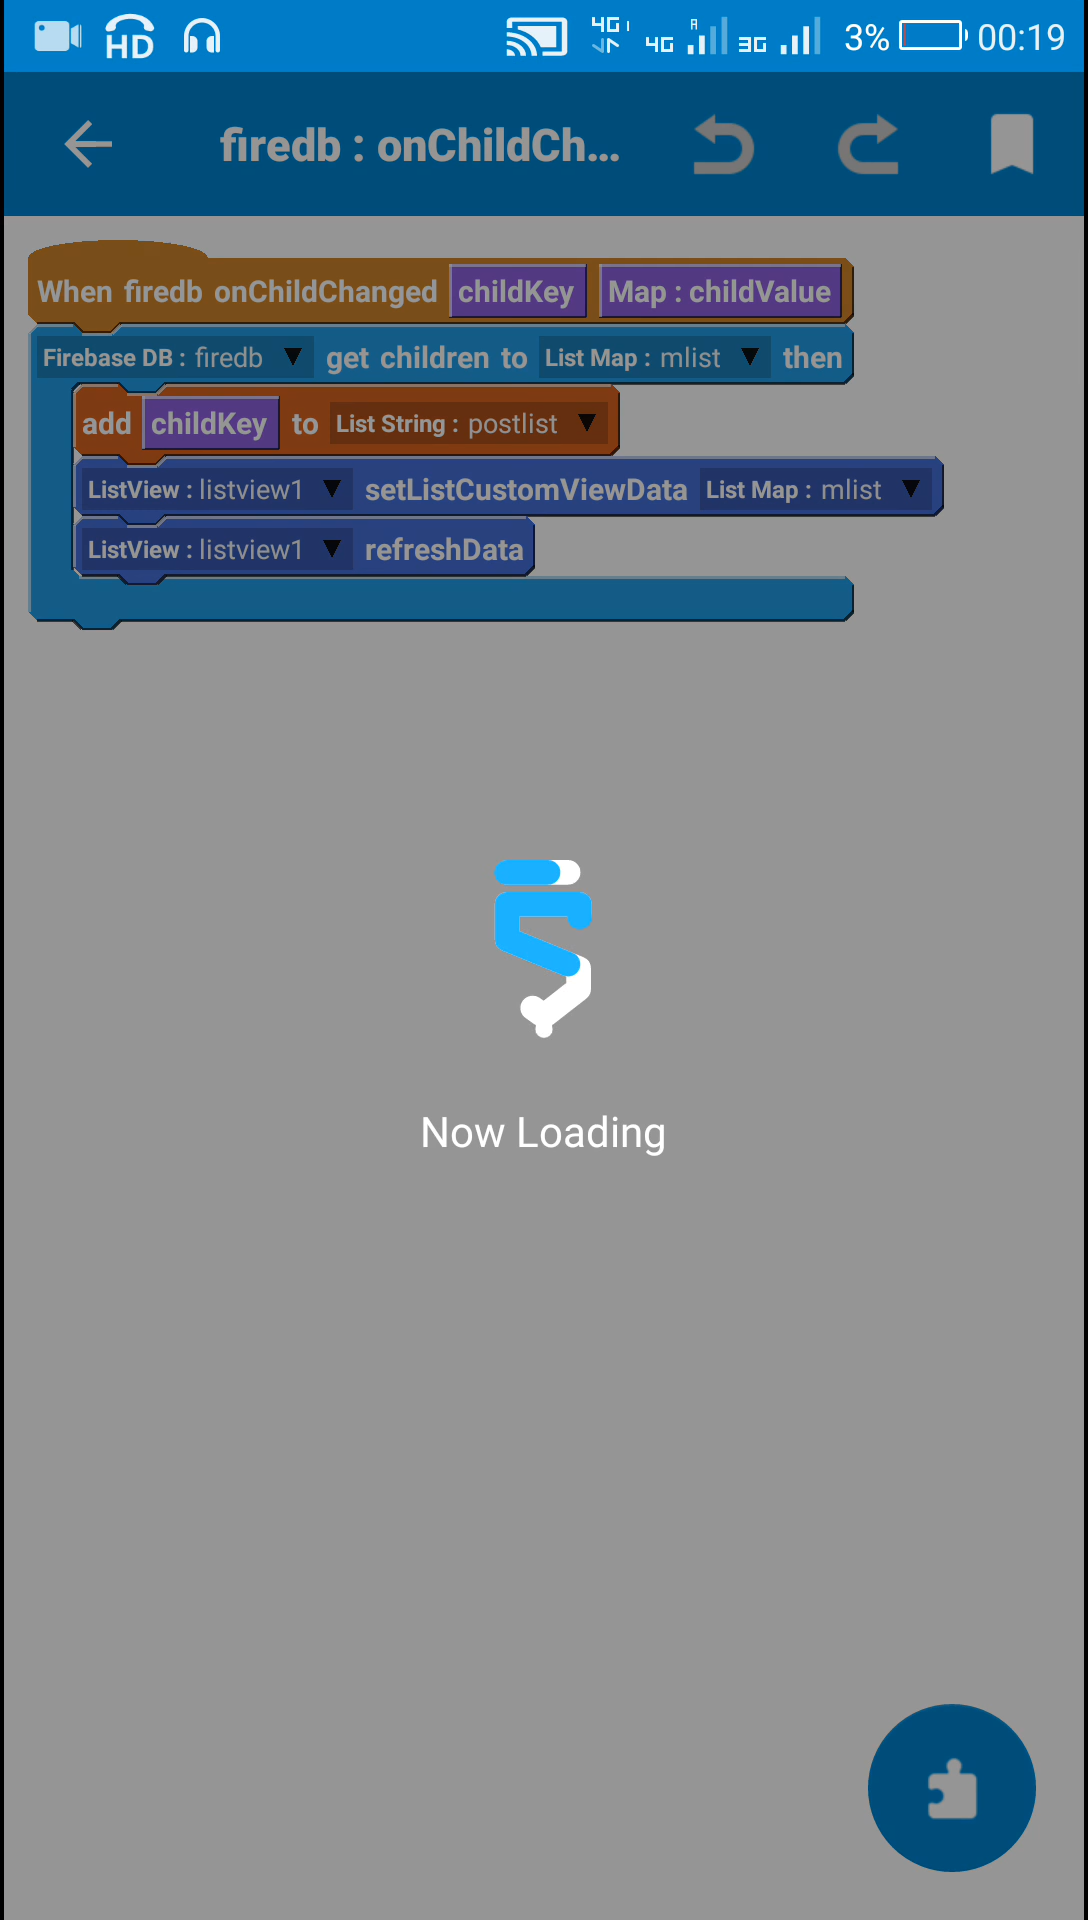 HD 4G 4G R 3G 3% 00:19
firedb : onChildCh...
When firedb onChildChanged childKey Map : childValue
Firebase DB : firedb ▼ get children to List Map : mlist ▼ then
add childKey to List String : postlist ▼
ListView : listview1 ▼ setListCustomViewData List Map : mlist ▼
ListView : listview1 ▼ refreshData
Now Loading